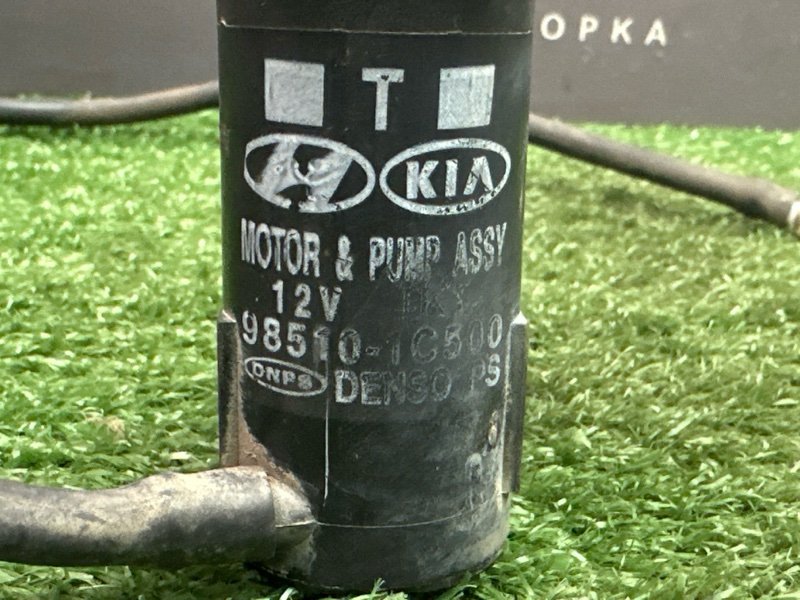 ОРКА
T
KIA
MOTOR & PUMP ASSY
12V
98510-1C500
DNPS DENSO PS